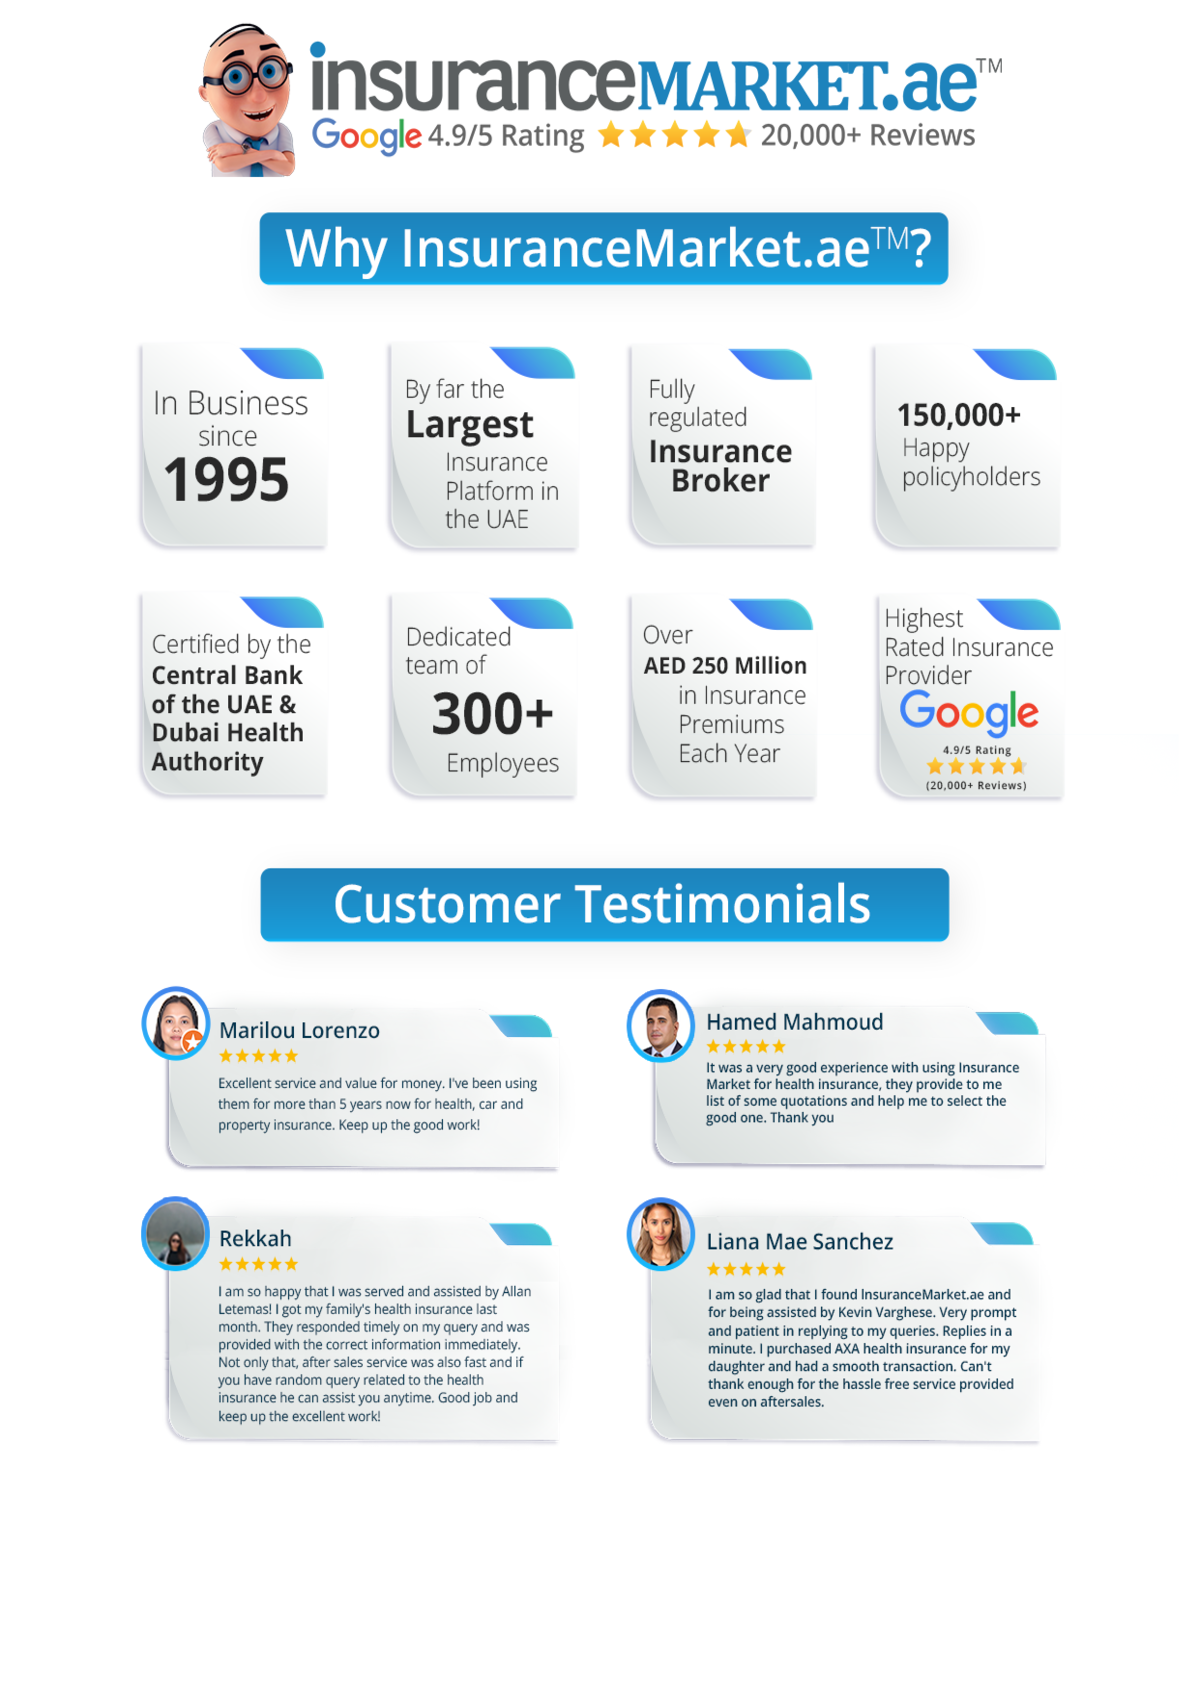 insuranceMARKET.ae™
Google 4.9/5 Rating 20,000+ Reviews
Why InsuranceMarket.ae™?
In Business
since
1995
By far the
Largest
Insurance
Platform in
the UAE
Fully
regulated
Insurance
Broker
150,000+
Happy
policyholders
Certified by the
Central Bank
of the UAE &
Dubai Health
Authority
Dedicated
team of
300+
Employees
Over
AED 250 Million
in Insurance
Premiums
Each Year
Highest
Rated Insurance
Provider
Google
4.9/5 Rating
(20,000+ Reviews)
Customer Testimonials
Marilou Lorenzo
Excellent service and value for money. I've been using
them for more than 5 years now for health, car and
property insurance. Keep up the good work!
Hamed Mahmoud
It was a very good experience with using Insurance
Market for health insurance, they provide to me
list of some quotations and help me to select the
good one. Thank you
Rekkah
I am so happy that I was served and assisted by Allan
Letemas! I got my family's health insurance last
month. They responded timely on my query and was
provided with the correct information immediately.
Not only that, after sales service was also fast and if
you have random query related to the health
insurance he can assist you anytime. Good job and
keep up the excellent work!
Liana Mae Sanchez
I am so glad that I found InsuranceMarket.ae and
for being assisted by Kevin Varghese. Very prompt
and patient in replying to my queries. Replies in a
minute. I purchased AXA health insurance for my
daughter and had a smooth transaction. Can't
thank enough for the hassle free service provided
even on aftersales.